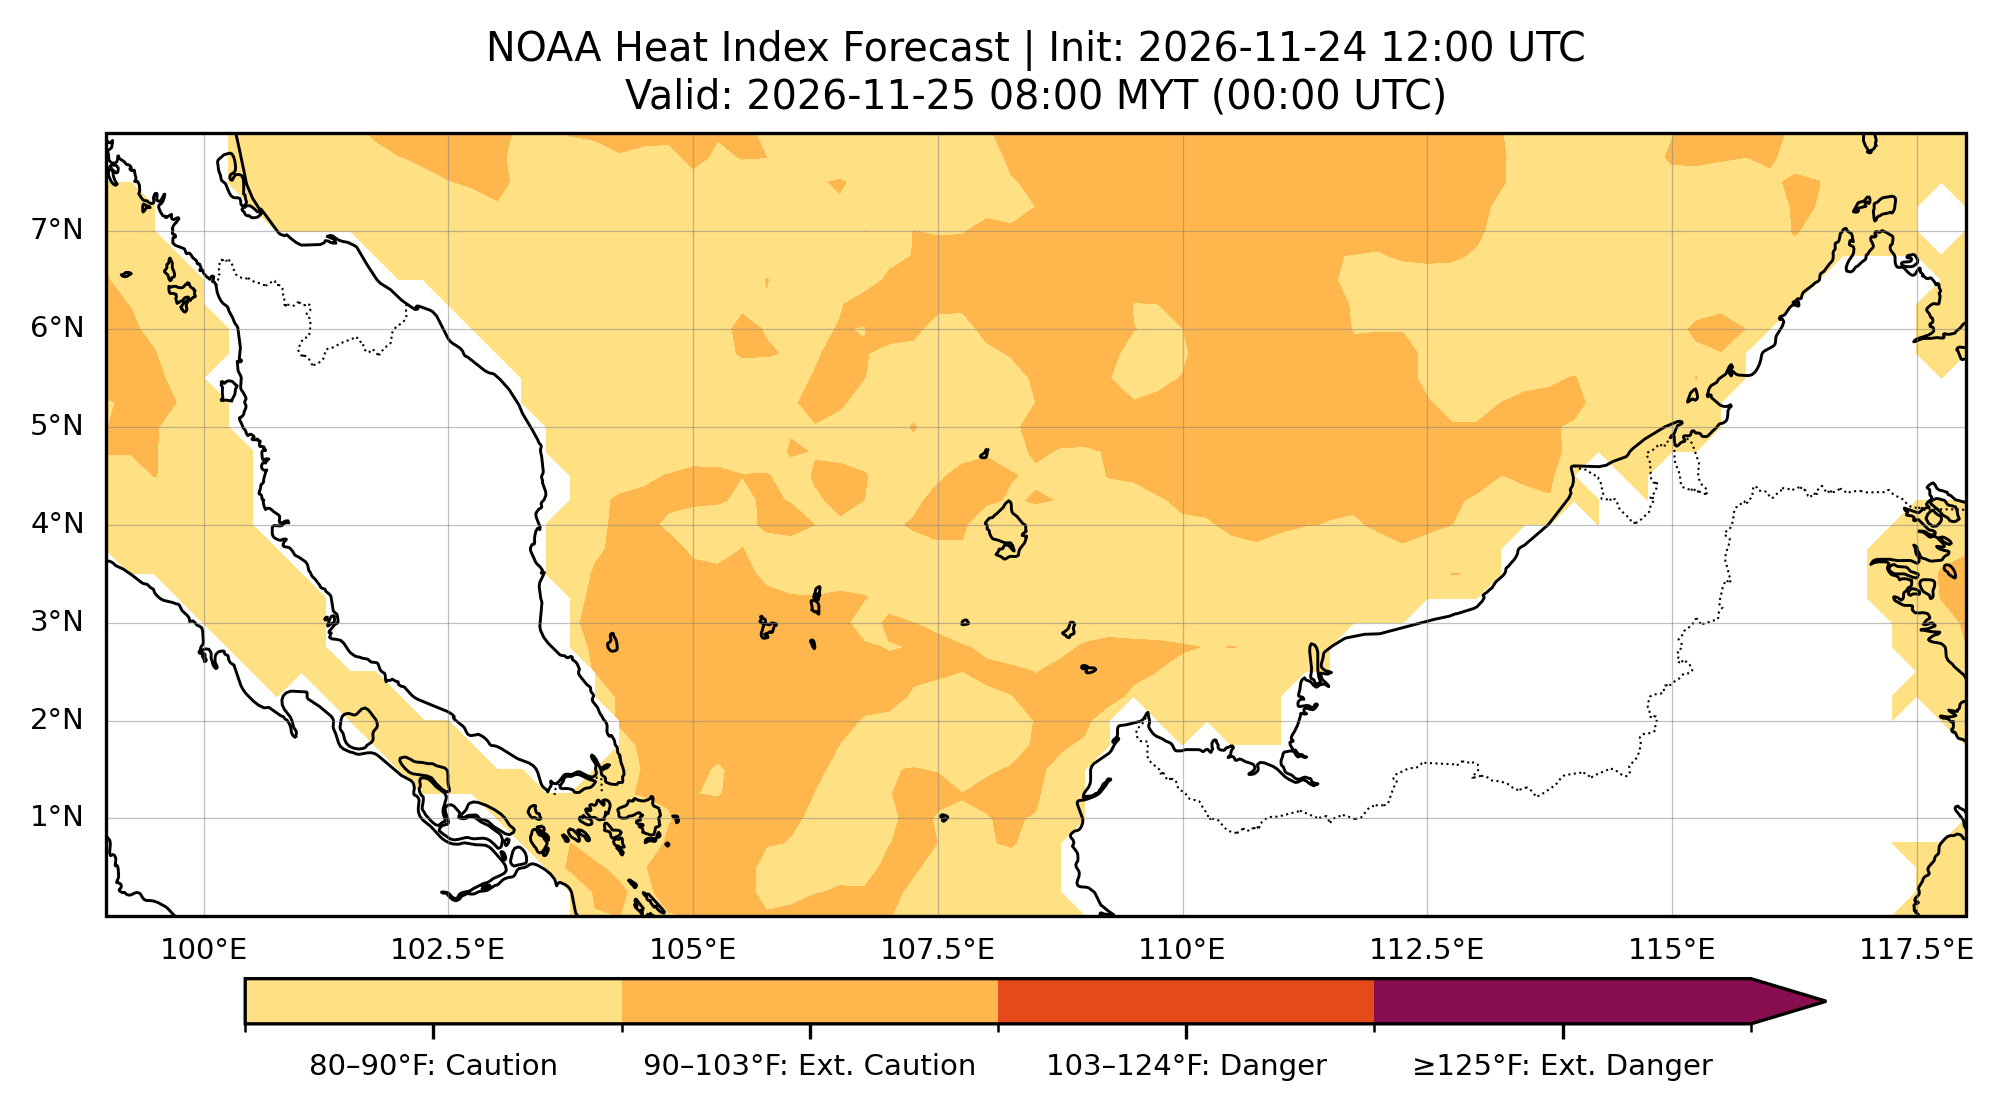 NOAA Heat Index Forecast | Init: 2026-11-24 12:00 UTC
Valid: 2026-11-25 08:00 MYT (00:00 UTC)
7°N
6°N
5°N
4°N
3°N
2°N
1°N
100°E 102.5°E 105°E 107.5°E 110°E 112.5°E 115°E 117.5°E
80–90°F: Caution 90–103°F: Ext. Caution 103–124°F: Danger ≥125°F: Ext. Danger